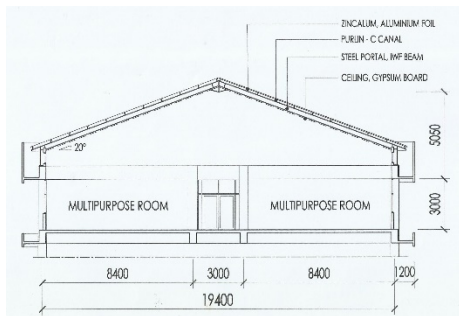 ZINCALUM, ALUMINIUM FOIL
PURLIN - C CANAL
STEEL PORTAL, IWF BEAM
CEILING, GYPSUM BOARD
20°
5050
MULTIPURPOSE ROOM
MULTIPURPOSE ROOM
3000
8400
3000
8400
1200
19400